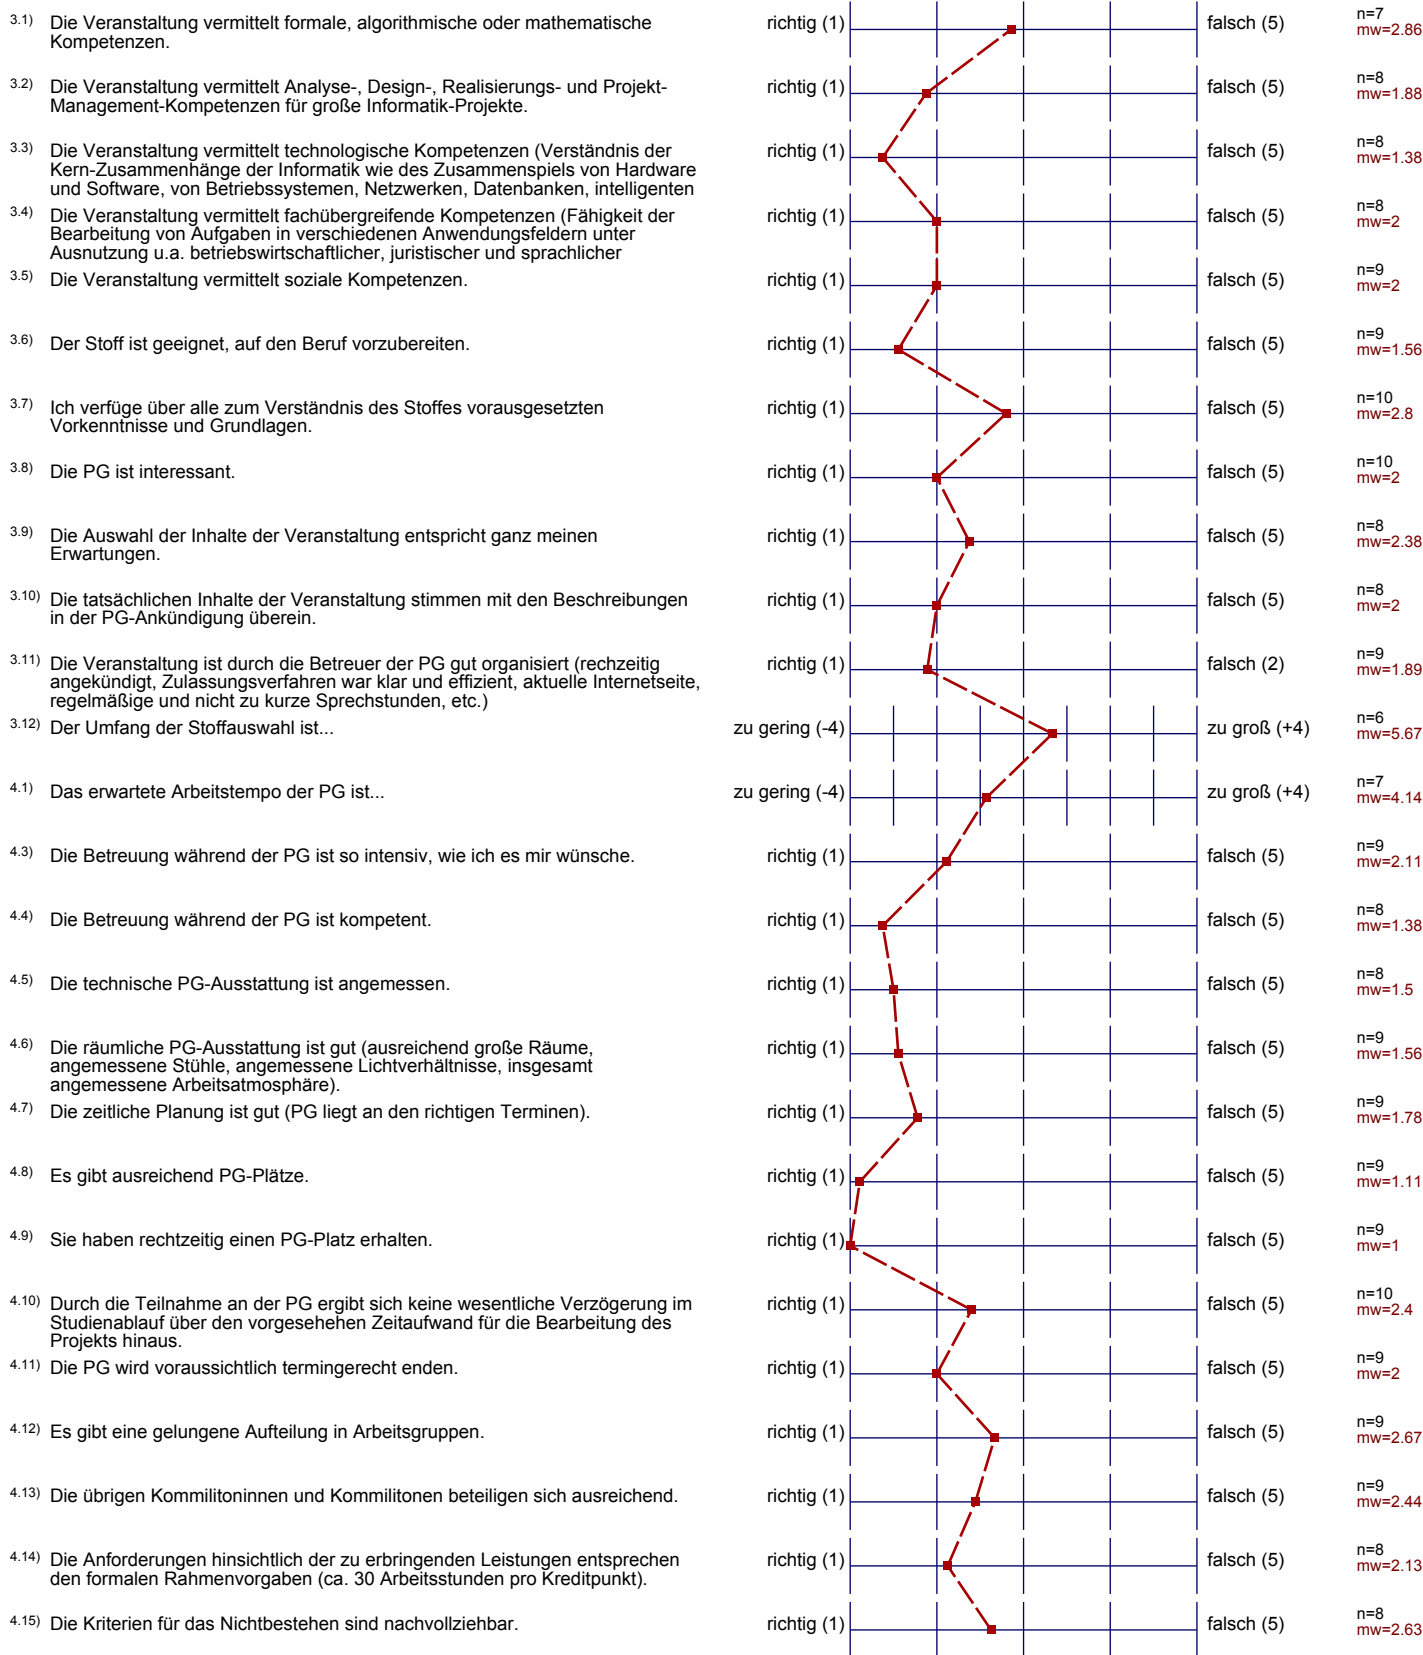 3.1) Die Veranstaltung vermittelt formale, algorithmische oder mathematische richtig (1) falsch (5) n=7
Kompetenzen. mw=2.86
3.2) Die Veranstaltung vermittelt Analyse-, Design-, Realisierungs- und Projekt- richtig (1) falsch (5) n=8
Management-Kompetenzen für große Informatik-Projekte. mw=1.88
3.3) Die Veranstaltung vermittelt technologische Kompetenzen (Verständnis der richtig (1) falsch (5) n=8
Kern-Zusammenhänge der Informatik wie des Zusammenspiels von Hardware mw=1.38
und Software, von Betriebssystemen, Netzwerken, Datenbanken, intelligenten
3.4) Die Veranstaltung vermittelt fachübergreifende Kompetenzen (Fähigkeit der richtig (1) falsch (5) n=8
Bearbeitung von Aufgaben in verschiedenen Anwendungsfeldern unter mw=2
Ausnutzung u.a. betriebswirtschaftlicher, juristischer und sprachlicher
3.5) Die Veranstaltung vermittelt soziale Kompetenzen. richtig (1) falsch (5) n=9
mw=2
3.6) Der Stoff ist geeignet, auf den Beruf vorzubereiten. richtig (1) falsch (5) n=9
mw=1.56
3.7) Ich verfüge über alle zum Verständnis des Stoffes vorausgesetzten richtig (1) falsch (5) n=10
Vorkenntnisse und Grundlagen. mw=2.8
3.8) Die PG ist interessant. richtig (1) falsch (5) n=10
mw=2
3.9) Die Auswahl der Inhalte der Veranstaltung entspricht ganz meinen richtig (1) falsch (5) n=8
Erwartungen. mw=2.38
3.10) Die tatsächlichen Inhalte der Veranstaltung stimmen mit den Beschreibungen richtig (1) falsch (5) n=8
in der PG-Ankündigung überein. mw=2
3.11) Die Veranstaltung ist durch die Betreuer der PG gut organisiert (rechzeitig richtig (1) falsch (2) n=9
angekündigt, Zulassungsverfahren war klar und effizient, aktuelle Internetseite, mw=1.89
regelmäßige und nicht zu kurze Sprechstunden, etc.)
3.12) Der Umfang der Stoffauswahl ist... zu gering (-4) zu groß (+4) n=6
mw=5.67
4.1) Das erwartete Arbeitstempo der PG ist... zu gering (-4) zu groß (+4) n=7
mw=4.14
4.3) Die Betreuung während der PG ist so intensiv, wie ich es mir wünsche. richtig (1) falsch (5) n=9
mw=2.11
4.4) Die Betreuung während der PG ist kompetent. richtig (1) falsch (5) n=8
mw=1.38
4.5) Die technische PG-Ausstattung ist angemessen. richtig (1) falsch (5) n=8
mw=1.5
4.6) Die räumliche PG-Ausstattung ist gut (ausreichend große Räume, richtig (1) falsch (5) n=9
angemessene Stühle, angemessene Lichtverhältnisse, insgesamt mw=1.56
angemessene Arbeitsatmosphäre).
4.7) Die zeitliche Planung ist gut (PG liegt an den richtigen Terminen). richtig (1) falsch (5) n=9
mw=1.78
4.8) Es gibt ausreichend PG-Plätze. richtig (1) falsch (5) n=9
mw=1.11
4.9) Sie haben rechtzeitig einen PG-Platz erhalten. richtig (1) falsch (5) n=9
mw=1
4.10) Durch die Teilnahme an der PG ergibt sich keine wesentliche Verzögerung im richtig (1) falsch (5) n=10
Studienablauf über den vorgesehehen Zeitaufwand für die Bearbeitung des mw=2.4
Projekts hinaus.
4.11) Die PG wird voraussichtlich termingerecht enden. richtig (1) falsch (5) n=9
mw=2
4.12) Es gibt eine gelungene Aufteilung in Arbeitsgruppen. richtig (1) falsch (5) n=9
mw=2.67
4.13) Die übrigen Kommilitoninnen und Kommilitonen beteiligen sich ausreichend. richtig (1) falsch (5) n=9
mw=2.44
4.14) Die Anforderungen hinsichtlich der zu erbringenden Leistungen entsprechen richtig (1) falsch (5) n=8
den formalen Rahmenvorgaben (ca. 30 Arbeitsstunden pro Kreditpunkt). mw=2.13
4.15) Die Kriterien für das Nichtbestehen sind nachvollziehbar. richtig (1) falsch (5) n=8
mw=2.63